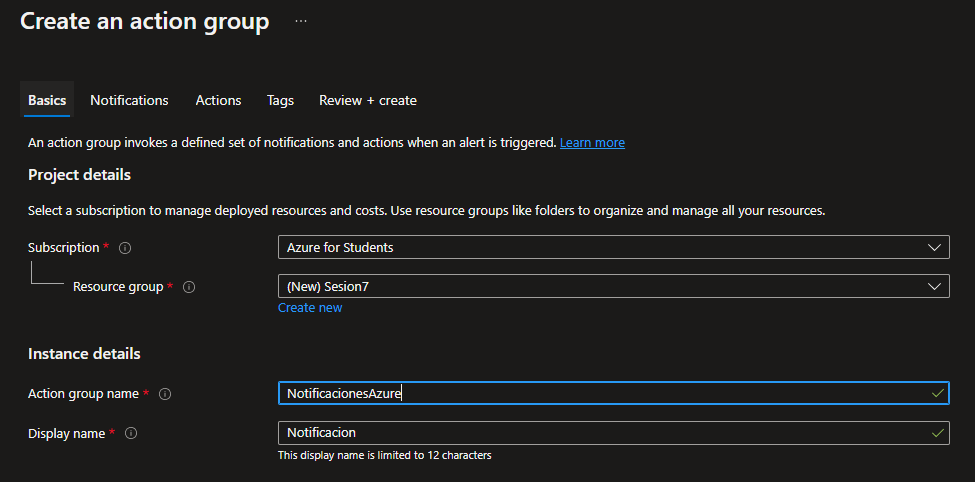 Create an action group ...
Basics Notifications Actions Tags Review + create
An action group invokes a defined set of notifications and actions when an alert is triggered. Learn more
Project details
Select a subscription to manage deployed resources and costs. Use resource groups like folders to organize and manage all your resources.
Subscription * Azure for Students
Resource group * (New) Sesion7
Create new
Instance details
Action group name * NotificacionesAzure
Display name * Notificacion
This display name is limited to 12 characters